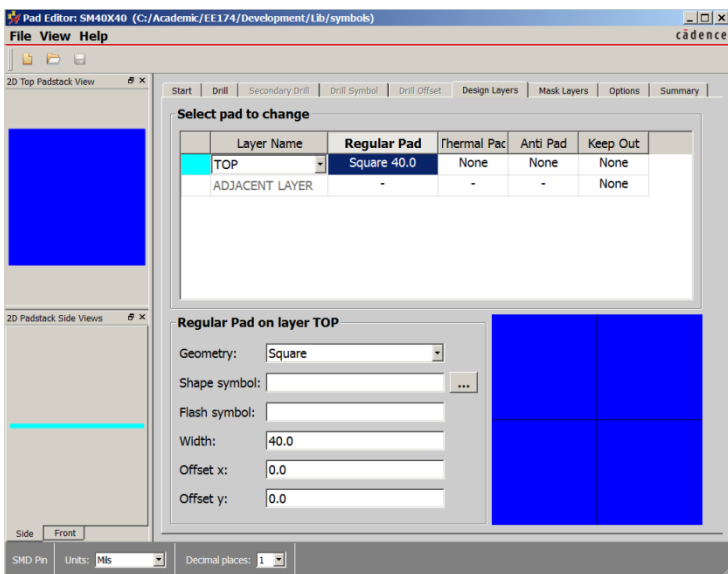 Pad Editor: SM40X40 (C:/Academic/EE174/Development/Lib/symbols)
File View Help
cādence
2D Top Padstack View
Start Drill Secondary Drill Drill Symbol Drill Offset Design Layers Mask Layers Options Summary
Select pad to change
Layer Name Regular Pad Thermal Pad Anti Pad Keep Out
TOP Square 40.0 None None None
ADJACENT LAYER - - - None
2D Padstack Side Views
Regular Pad on layer TOP
Geometry: Square
Shape symbol: ...
Flash symbol:
Width: 40.0
Offset x: 0.0
Offset y: 0.0
Side Front
SMD Pin Units: Mils Decimal places: 1